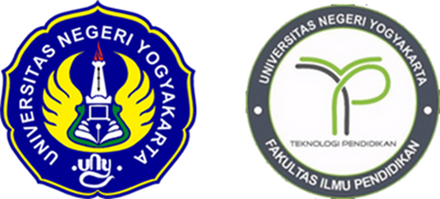 UNIVERSITAS NEGERI YOGYAKARTA
uny
UNIVERSITAS NEGERI YOGYAKARTA
TEKNOLOGI PENDIDIKAN
FAKULTAS ILMU PENDIDIKAN